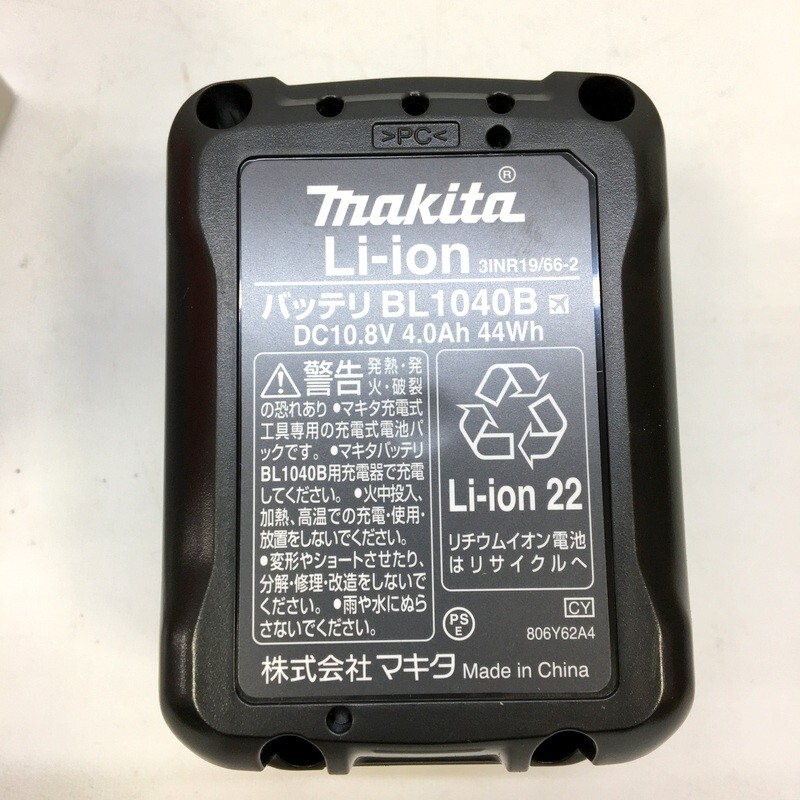 >PC<
makita®
Li-ion 3INR19/66-2
バッテリ BL1040B
DC10.8V 4.0Ah 44Wh
警告 発熱・発
火・破裂
の恐れあり ●マキタ充電式
工具専用の充電式電池パ
ックです。●マキタバッテリ
BL1040B用充電器で充電
してください。●火中投入、
加熱、高温での充電・使用・
放置をしないでください。
●変形やショートさせたり、
分解・修理・改造をしないで
ください。●雨や水にぬら
さないでください。
Li-ion 22
リチウムイオン電池
はリサイクルへ
PS
E
CY
806Y62A4
株式会社 マキタ Made in China